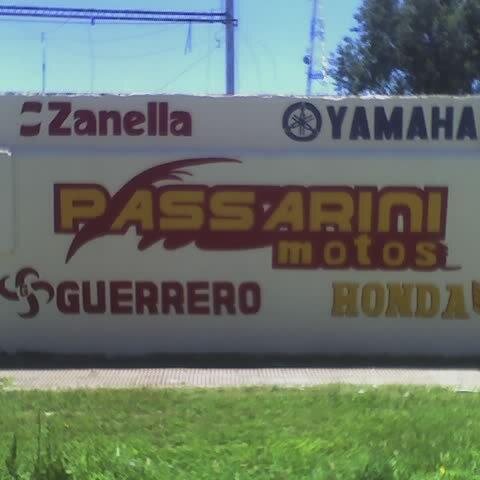 Zanella YAMAHA
PASSARINI
motos
GUERRERO HONDA